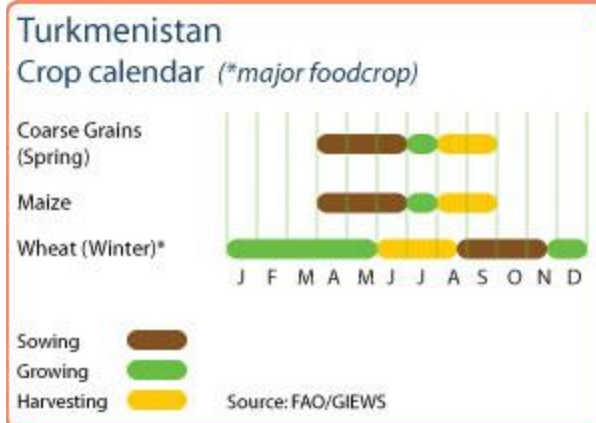 Turkmenistan
Crop calendar (*major foodcrop)
Coarse Grains
(Spring)
Maize
Wheat (Winter)*
J F M A M J J A S O N D
Sowing
Growing
Harvesting
Source: FAO/GIEWS